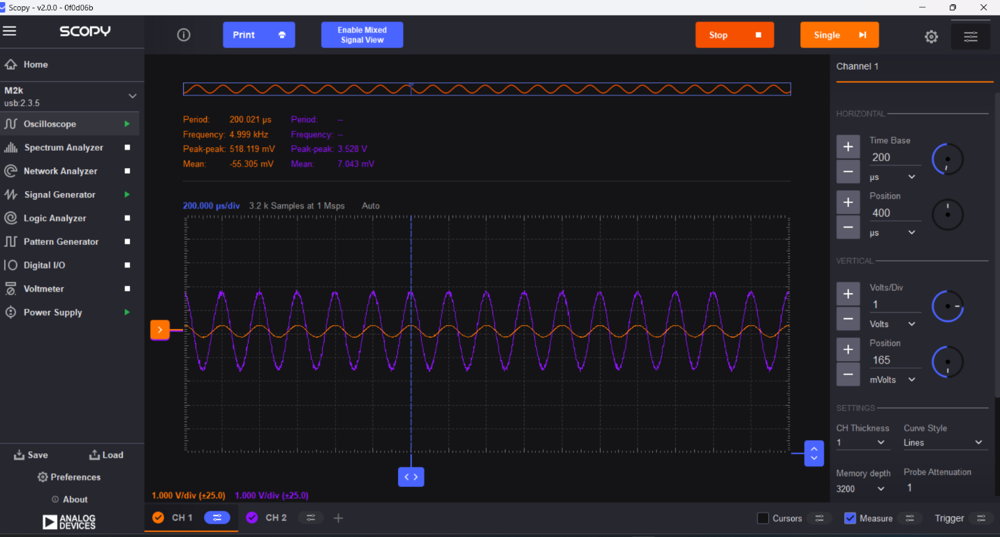 Scopy - v2.0.0 - 0f0d06b
SCOPY
Print
Enable Mixed
Signal View
Stop
Single
Home
M2k
usb:2.3.5
Oscilloscope
Spectrum Analyzer
Network Analyzer
Signal Generator
Logic Analyzer
Pattern Generator
Digital I/O
Voltmeter
Power Supply
Save
Load
Preferences
About
ANALOG
DEVICES
Period: 200.021 µs Period: --
Frequency: 4.999 kHz Frequency: --
Peak-peak: 518.119 mV Peak-peak: 3.528 V
Mean: -55.305 mV Mean: 7.043 mV
200.000 µs/div 3.2 k Samples at 1 Msps Auto
1.000 V/div (±25.0) 1.000 V/div (±25.0)
CH 1 CH 2
Cursors Measure Trigger
Channel 1
HORIZONTAL
Time Base
200
µs
Position
400
µs
VERTICAL
Volts/Div
1
Volts
Position
165
mVolts
SETTINGS
CH Thickness Curve Style
1 Lines
Memory depth Probe Attenuation
3200 1